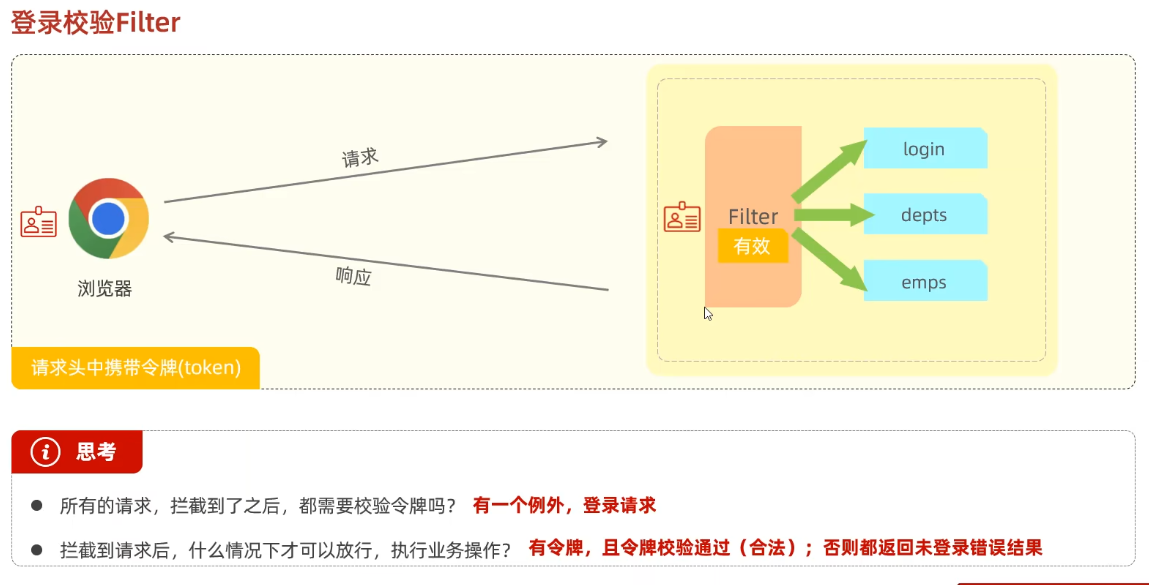 登录校验Filter
请求
login
Filter
depts
有效
响应
emps
浏览器
请求头中携带令牌(token)
思考
所有的请求，拦截到了之后，都需要校验令牌吗？ 有一个例外，登录请求
拦截到请求后，什么情况下才可以放行，执行业务操作？ 有令牌，且令牌校验通过（合法）；否则都返回未登录错误结果